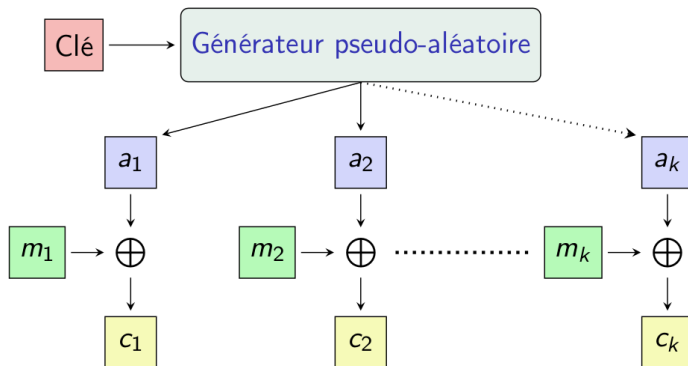 Clé
Générateur pseudo-aléatoire
a1 a2 ak
m1 ⊕ m2 ⊕ mk ⊕
c1 c2 ck